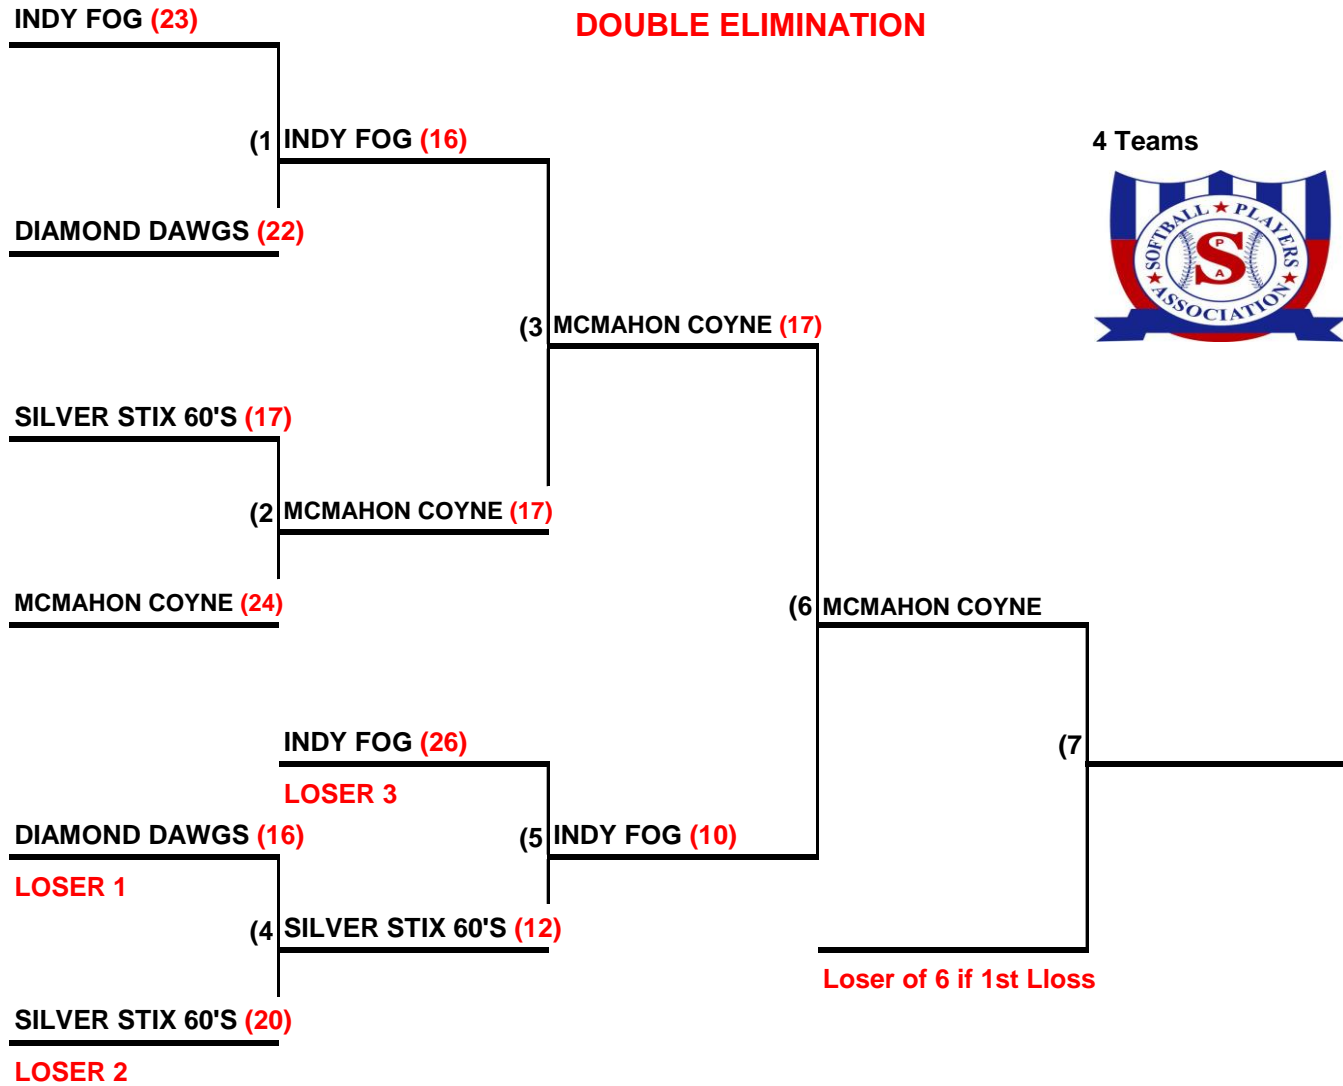 INDY FOG (23)
DOUBLE ELIMINATION
(1 INDY FOG (16)
4 Teams
SOFTBALL ★ PLAYERS
★ ASSOCIATION ★
P
S
A
DIAMOND DAWGS (22)
(3 MCMAHON COYNE (17)
SILVER STIX 60'S (17)
(2 MCMAHON COYNE (17)
MCMAHON COYNE (24)
(6 MCMAHON COYNE
INDY FOG (26)
(7
LOSER 3
DIAMOND DAWGS (16)
(5 INDY FOG (10)
LOSER 1
(4 SILVER STIX 60'S (12)
Loser of 6 if 1st Lloss
SILVER STIX 60'S (20)
LOSER 2